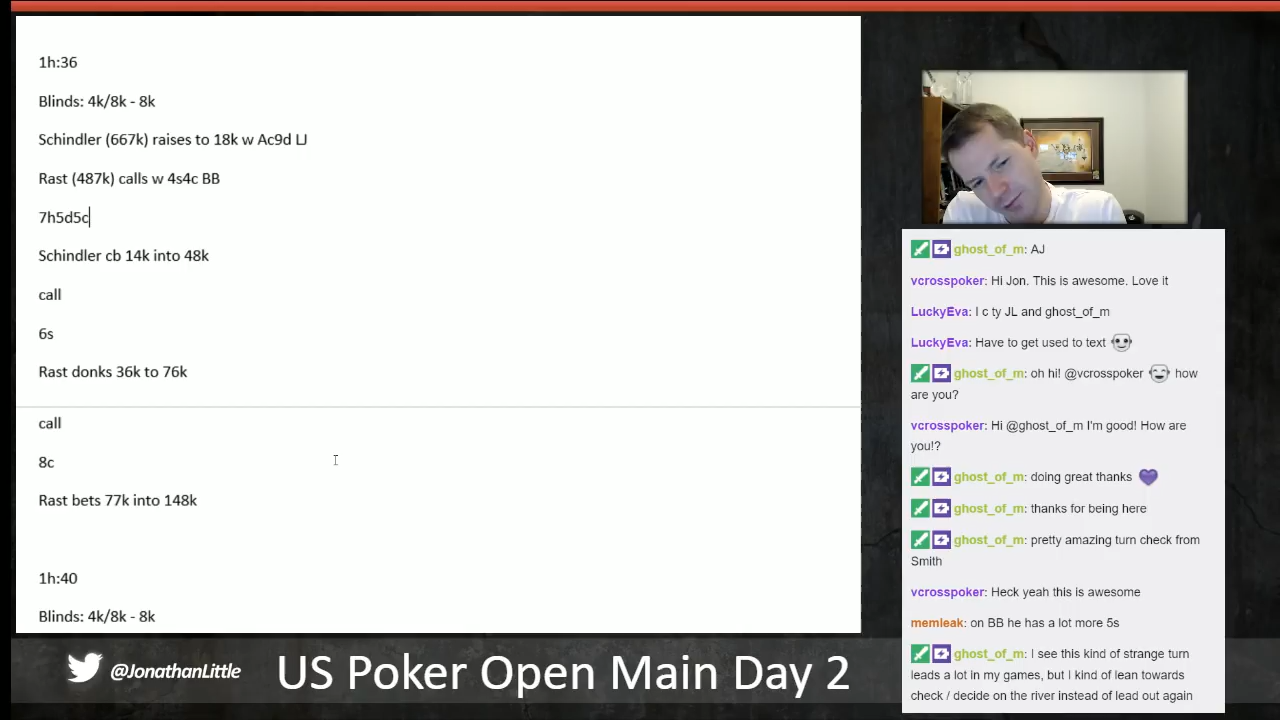 1h:36
Blinds: 4k/8k - 8k
Schindler (667k) raises to 18k w Ac9d LJ
Rast (487k) calls w 4s4c BB
7h5d5c
Schindler cb 14k into 48k
call
6s
Rast donks 36k to 76k
call
8c
Rast bets 77k into 148k
1h:40
Blinds: 4k/8k - 8k
ghost_of_m: AJ
vcrosspoker: Hi Jon. This is awesome. Love it
LuckyEva: I c ty JL and ghost_of_m
LuckyEva: Have to get used to text
ghost_of_m: oh hi! @vcrosspoker how
are you?
vcrosspoker: Hi @ghost_of_m I'm good! How are
you!?
ghost_of_m: doing great thanks
ghost_of_m: thanks for being here
ghost_of_m: pretty amazing turn check from
Smith
vcrosspoker: Heck yeah this is awesome
memleak: on BB he has a lot more 5s
ghost_of_m: I see this kind of strange turn
leads a lot in my games, but I kind of lean towards
check / decide on the river instead of lead out again
@JonathanLittle
US Poker Open Main Day 2